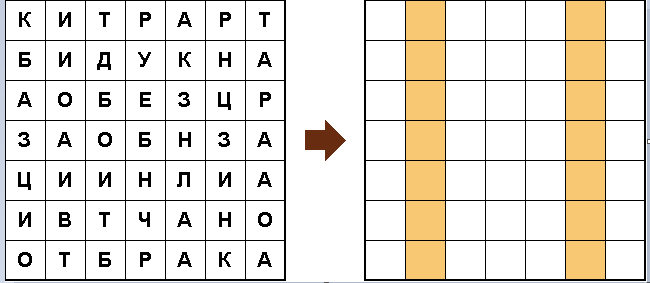 К И Т Р А Р Т
Б И Д У К Н А
А О Б Е З Ц Р
З А О Б Н З А
Ц И И Н Л И А
И В Т Ч А Н О
О Т Б Р А К А